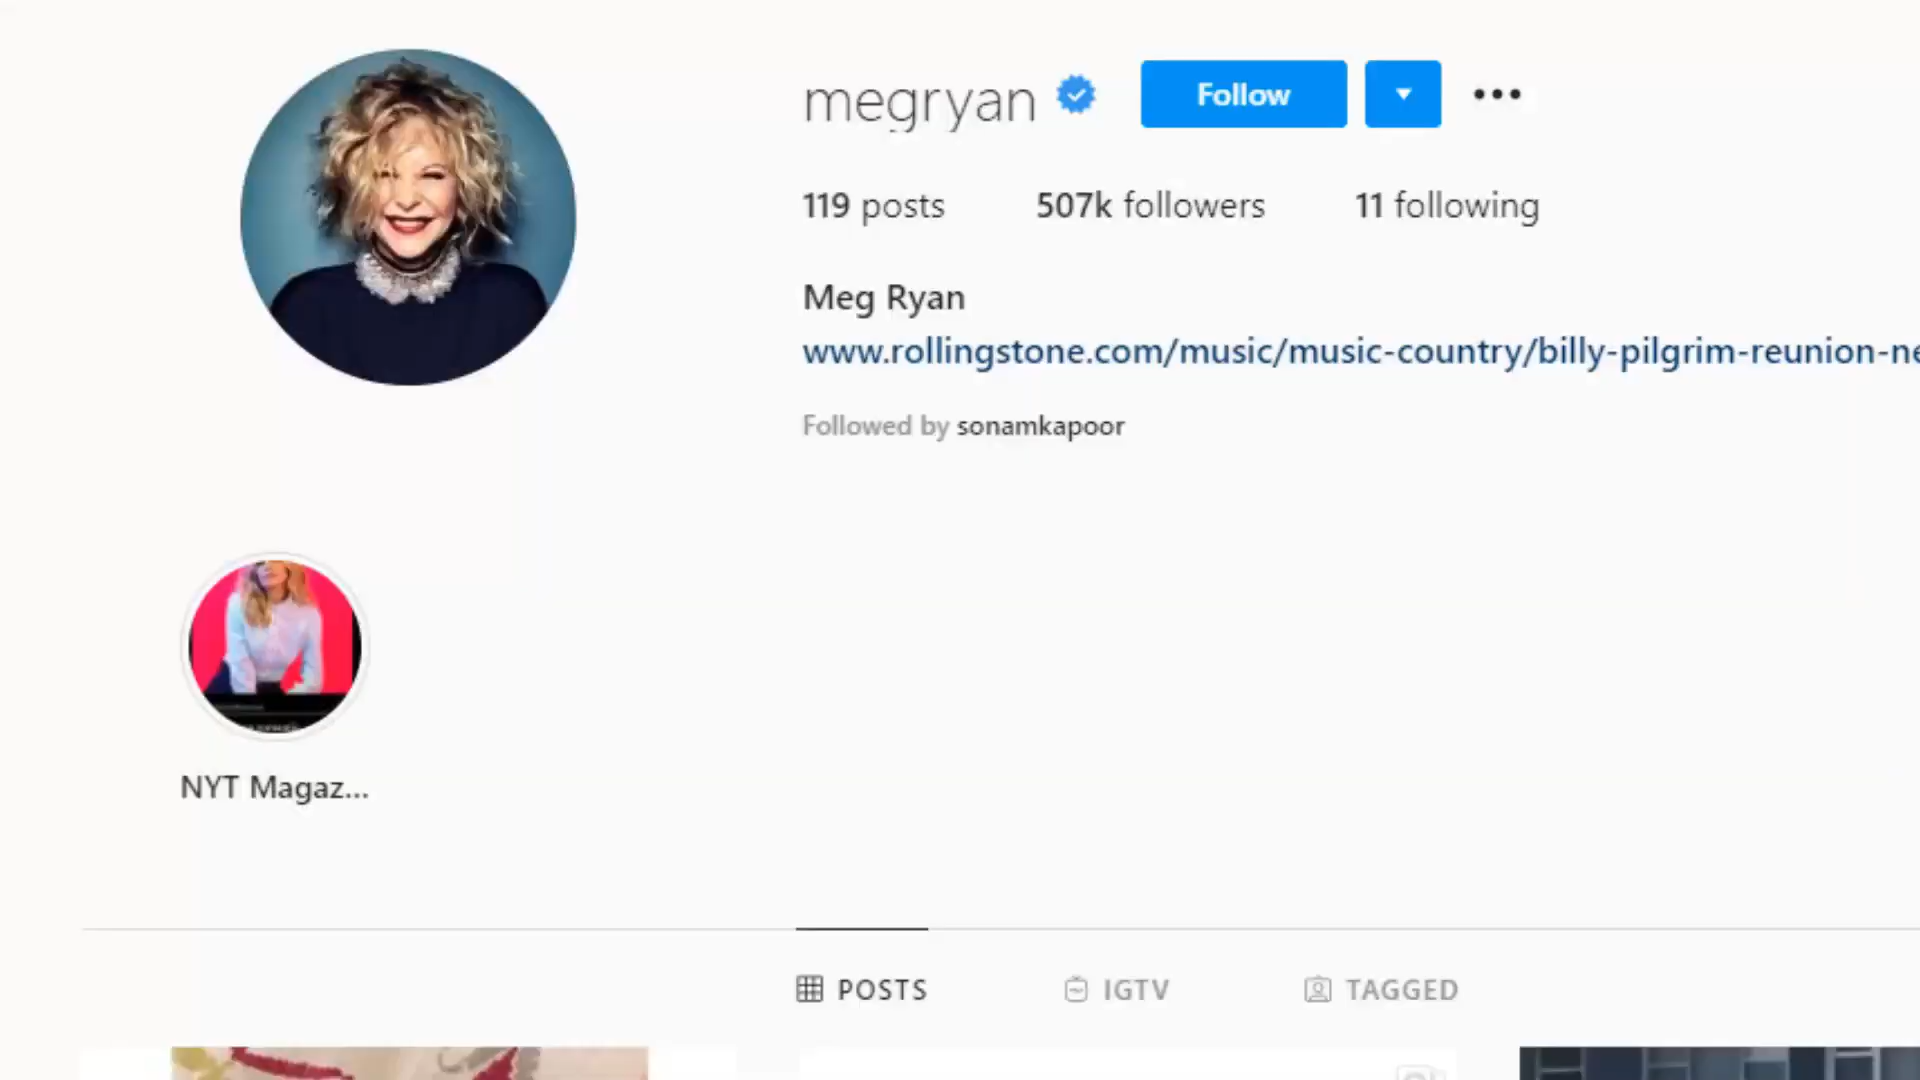 megryan Follow
119 posts 507k followers 11 following
Meg Ryan
www.rollingstone.com/music/music-country/billy-pilgrim-reunion-ne
Followed by sonamkapoor
NYT Magaz...
POSTS IGTV TAGGED